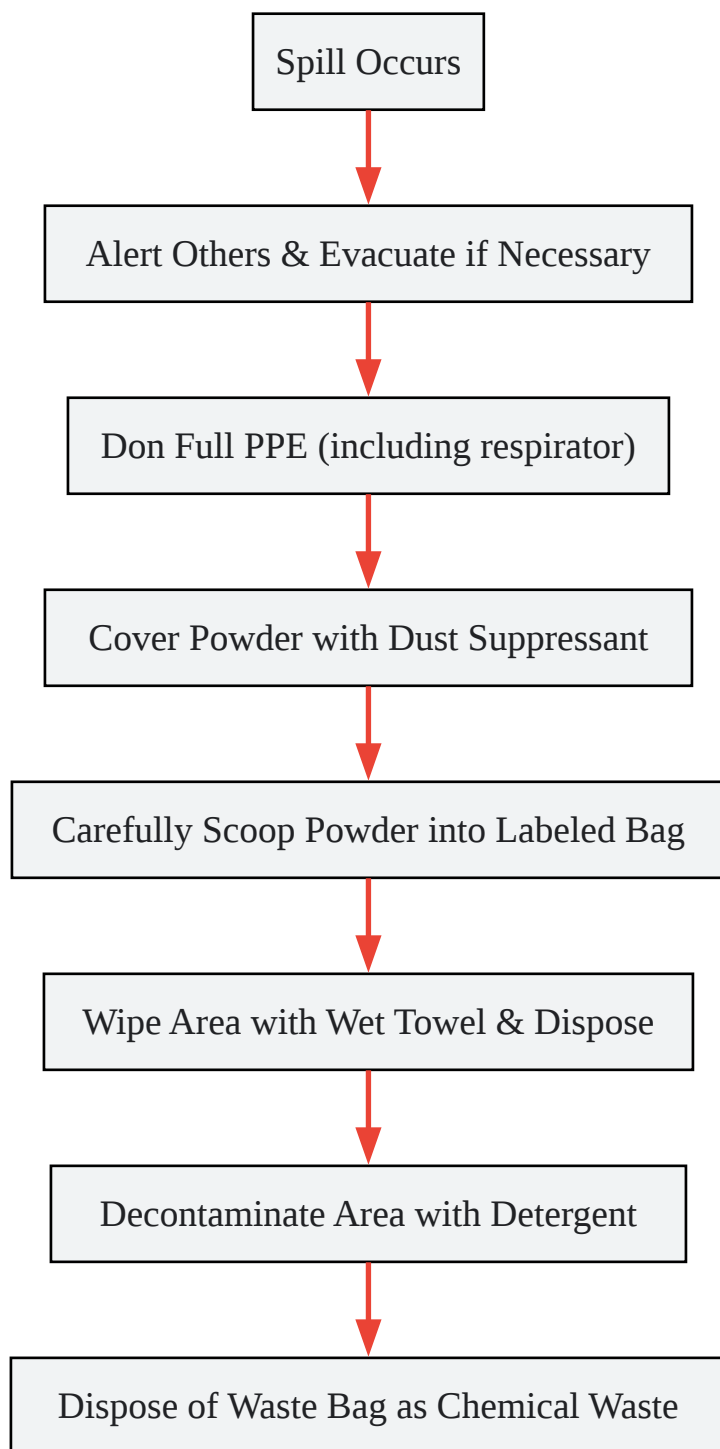 Spill Occurs
Alert Others & Evacuate if Necessary
Don Full PPE (including respirator)
Cover Powder with Dust Suppressant
Carefully Scoop Powder into Labeled Bag
Wipe Area with Wet Towel & Dispose
Decontaminate Area with Detergent
Dispose of Waste Bag as Chemical Waste